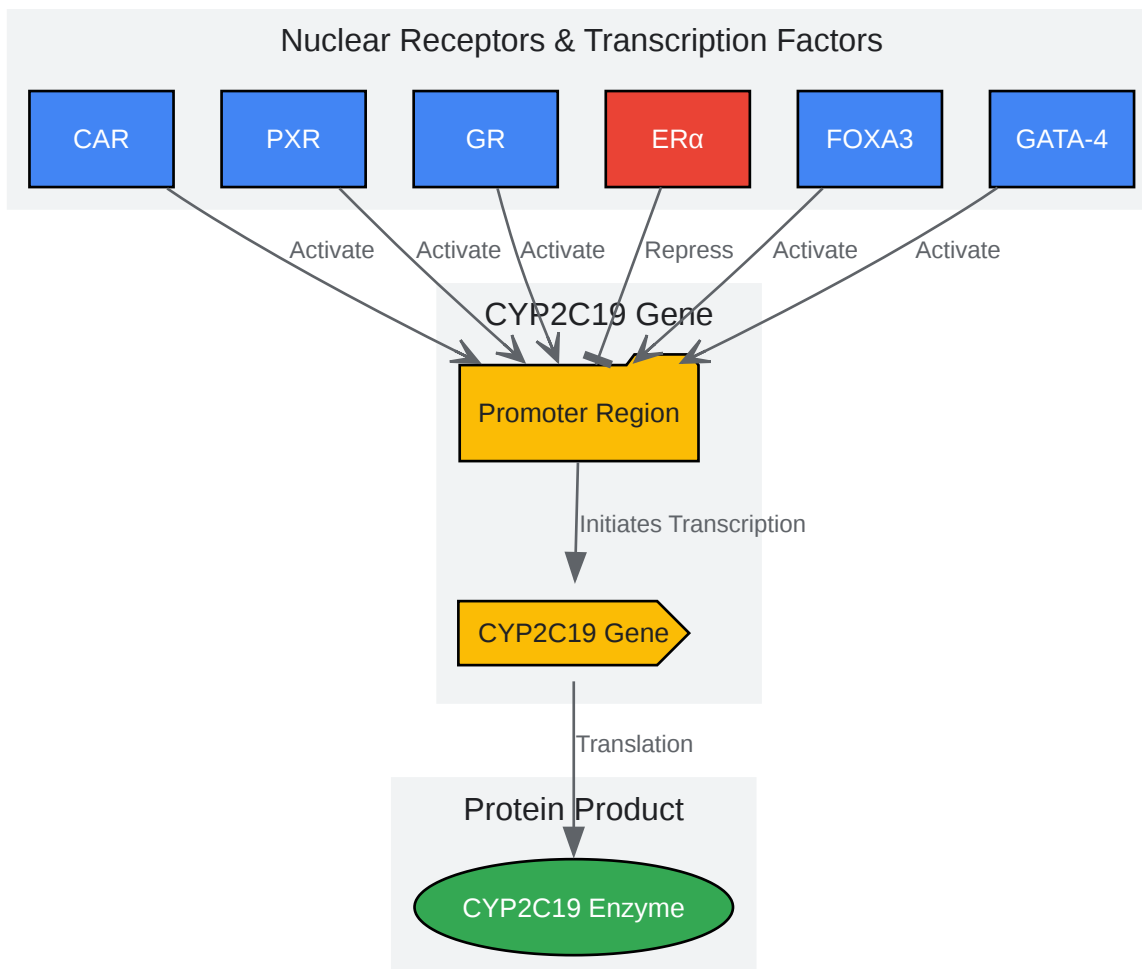 Nuclear Receptors & Transcription Factors
CAR
PXR
GR
ERα
FOXA3
GATA-4
Activate
Activate
Activate
Repress
Activate
Activate
CYP2C19 Gene
Promoter Region
Initiates Transcription
CYP2C19 Gene
Translation
Protein Product
CYP2C19 Enzyme